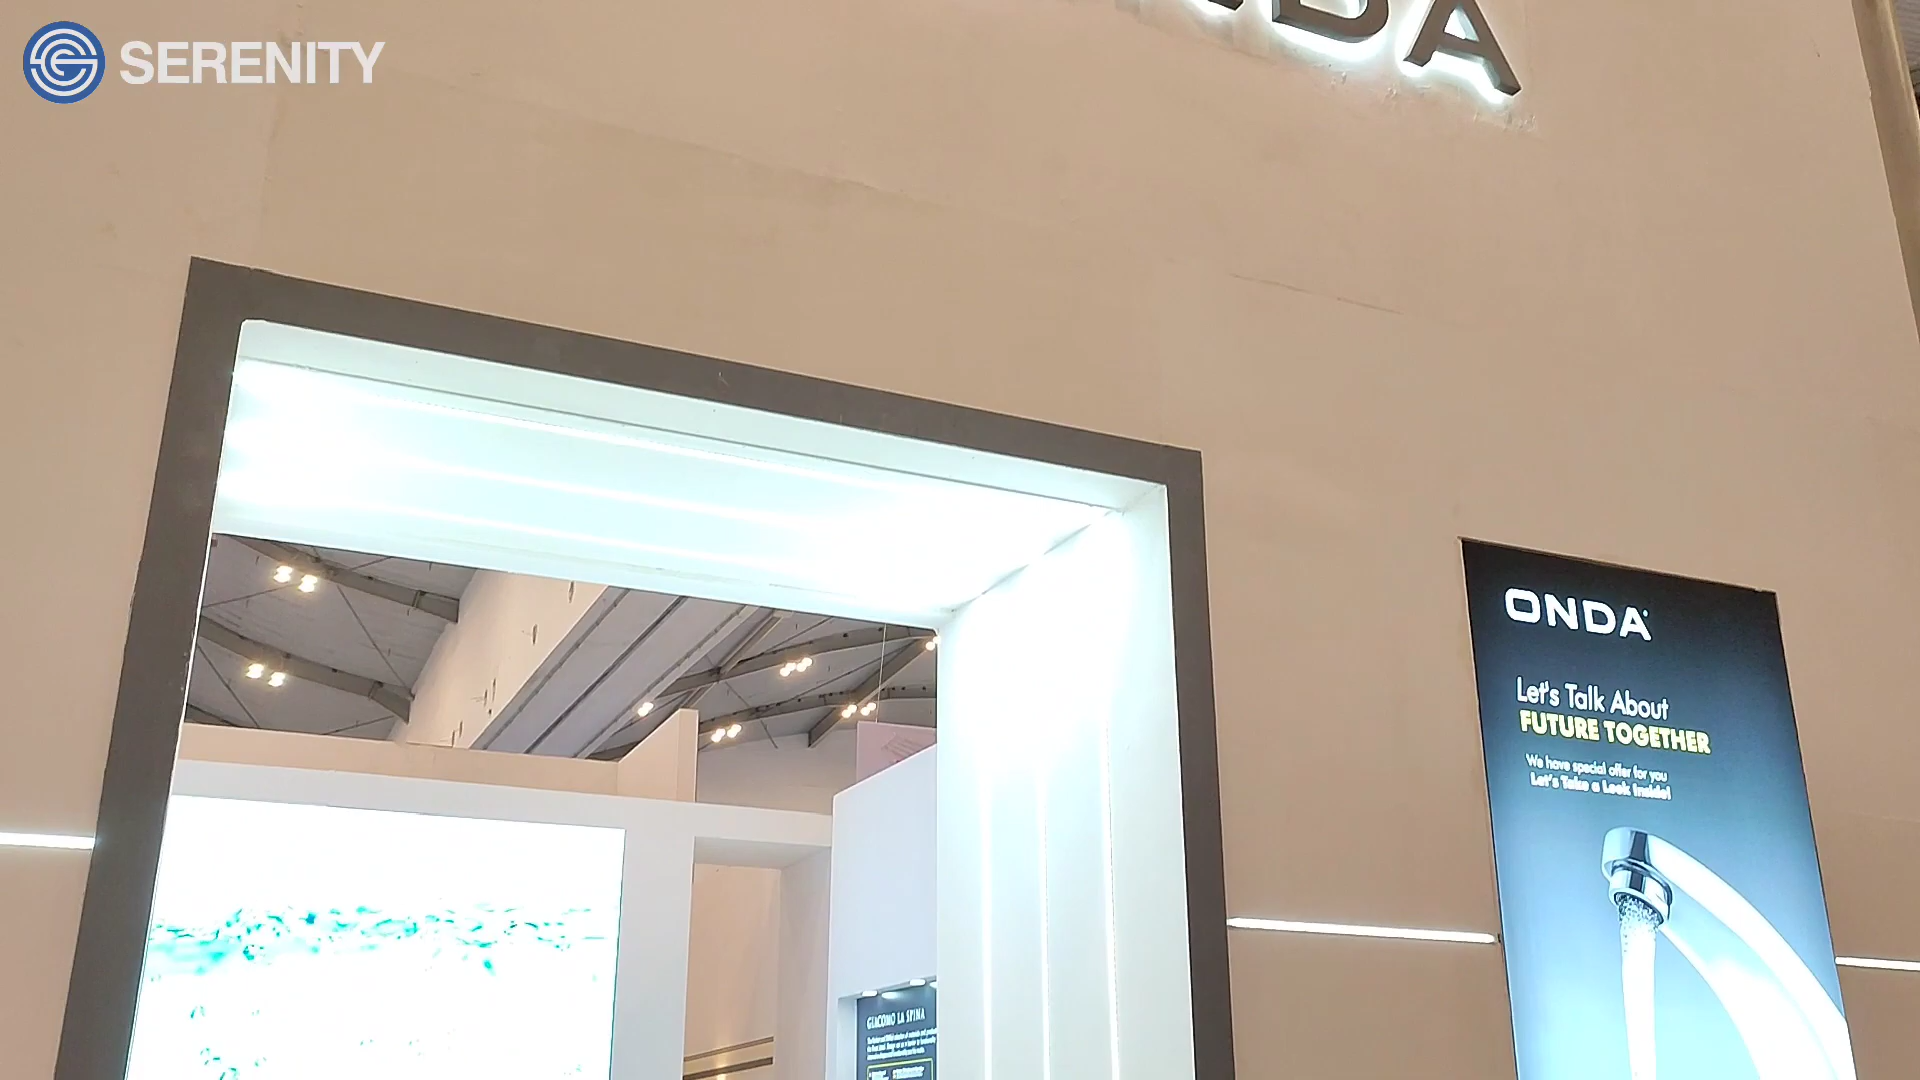 SERENITY
NDA
ONDA
Let's Talk About
FUTURE TOGETHER
We have special offer for you
Let's Take a Look Inside!
GIACOMO LA SPINA